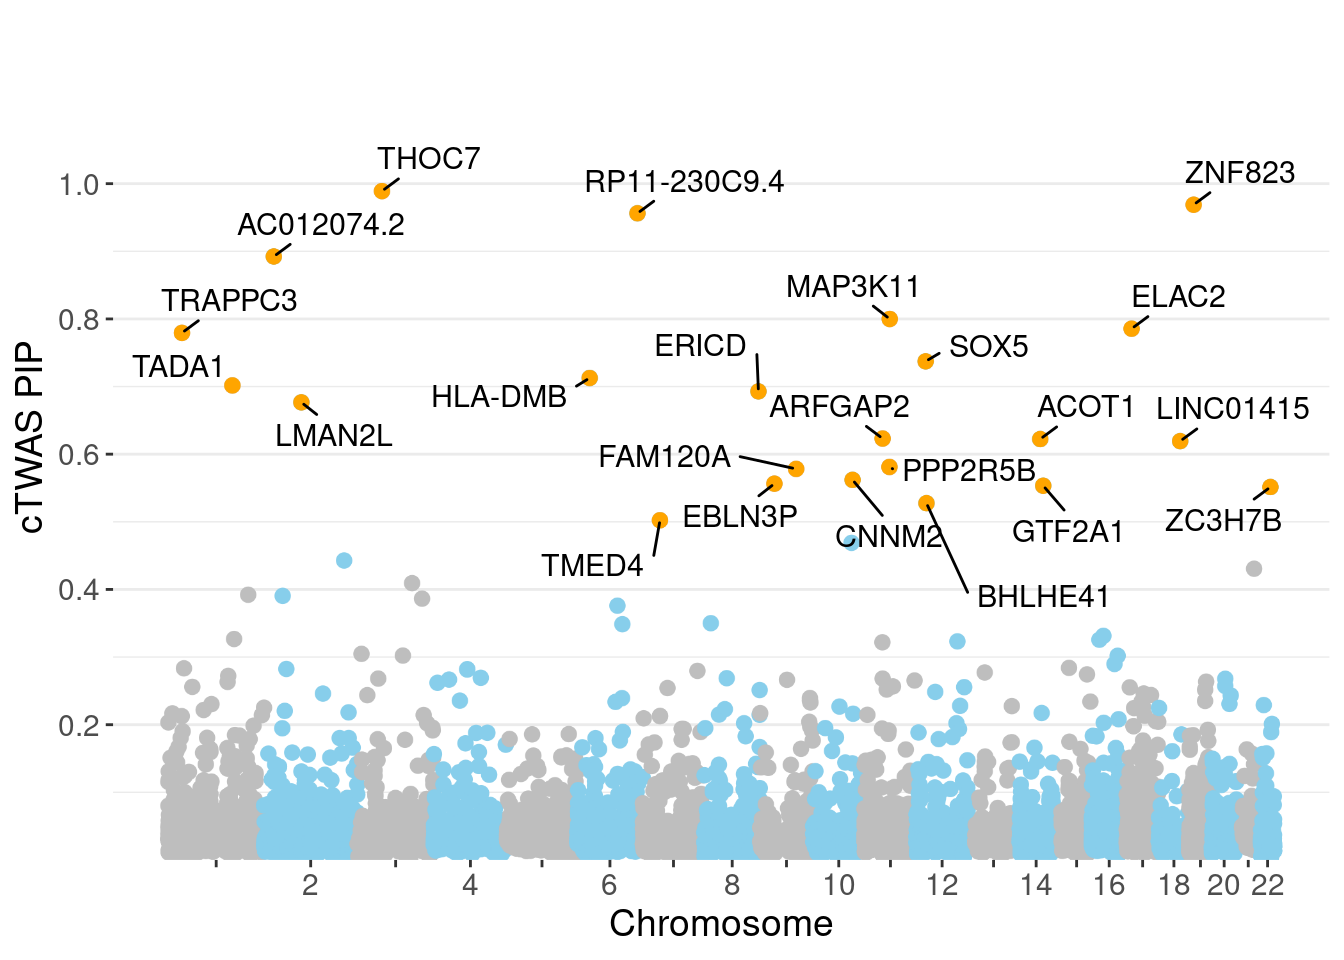 THOC7
ZNF823
RP11-230C9.4
1.0
AC012074.2
MAP3K11
ELAC2
TRAPPC3
0.8
ERICD
SOX5
TADA1
HLA-DMB
ARFGAP2
ACOT1
LINC01415
LMAN2L
FAM120A
0.6
PPP2R5B
EBLN3P
CNNM2
GTF2A1
ZC3H7B
TMED4
BHLHE41
0.4
0.2
cTWAS PIP
2 4 6 8 10 12 14 16 18 20 22
Chromosome